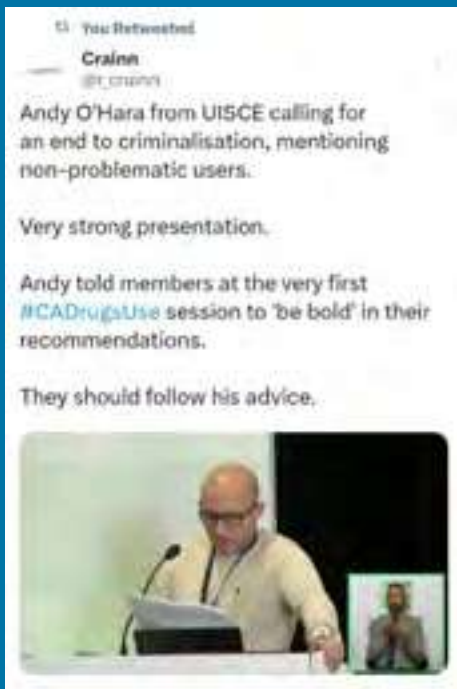 You Retweeted
Crainn
Andy O'Hara from UISCE calling for
an end to criminalisation, mentioning
non-problematic users.
Very strong presentation.
Andy told members at the very first
#CADrugsUse session to 'be bold' in their
recommendations.
They should follow his advice.